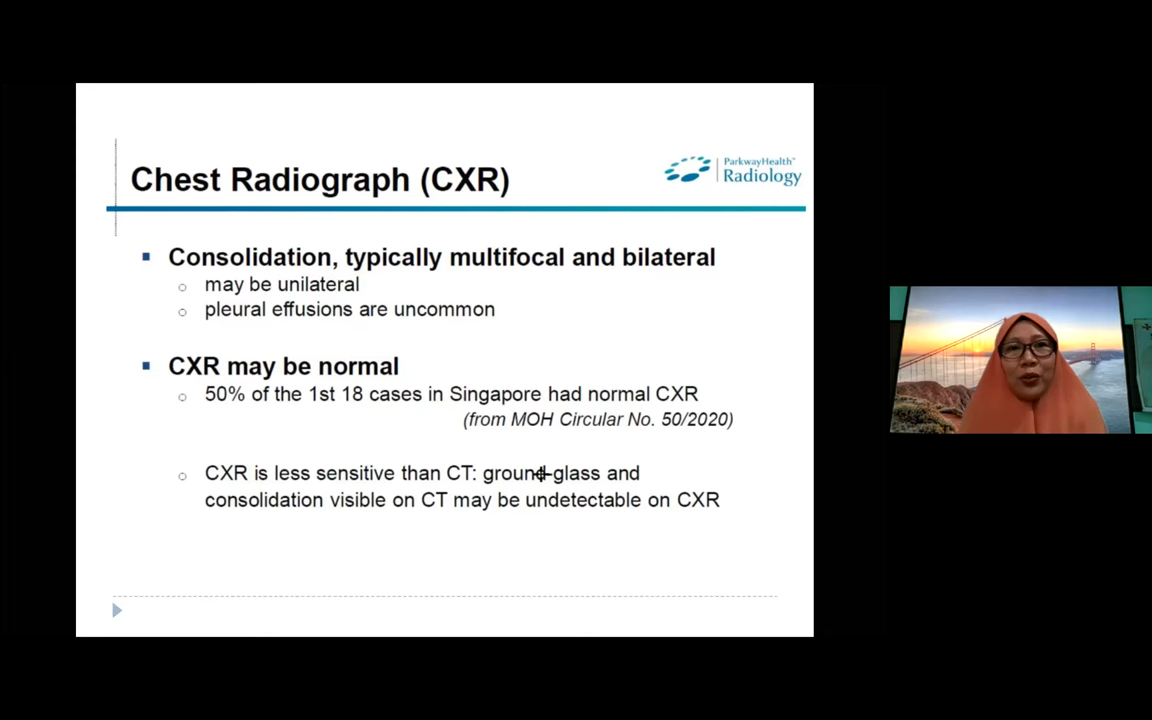 Chest Radiograph (CXR)
ParkwayHealth™
Radiology
Consolidation, typically multifocal and bilateral
may be unilateral
pleural effusions are uncommon
CXR may be normal
50% of the 1st 18 cases in Singapore had normal CXR
(from MOH Circular No. 50/2020)
CXR is less sensitive than CT: ground-glass and
consolidation visible on CT may be undetectable on CXR